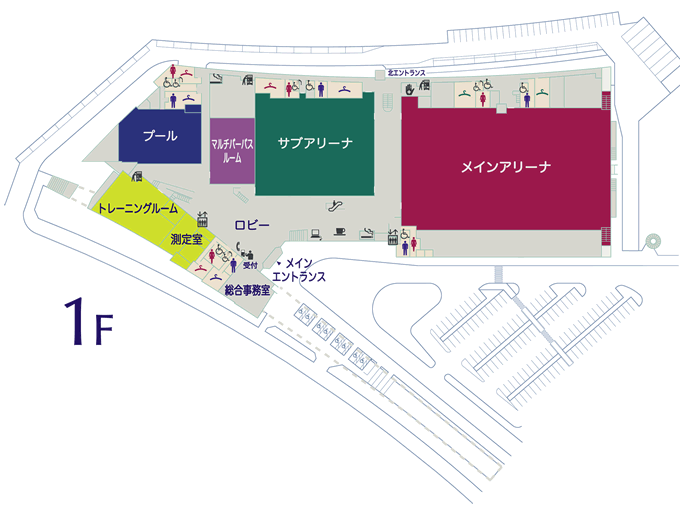 北エントランス
プール
マルチパーパス
ルーム
サブアリーナ
メインアリーナ
トレーニングルーム
測定室
ロビー
受付
メイン
エントランス
総合事務室
1F